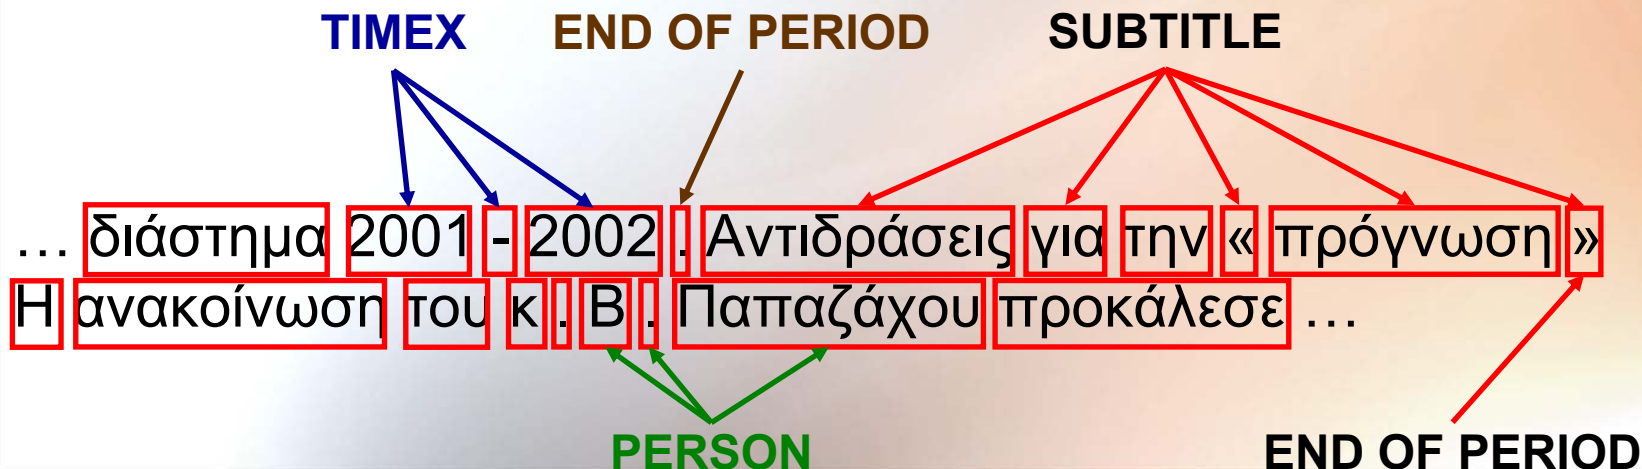 TIMEX END OF PERIOD SUBTITLE
… διάστημα 2001 - 2002 . Αντιδράσεις για την « πρόγνωση »
Η ανακοίνωση του κ . Β . Παπαζάχου προκάλεσε …
PERSON END OF PERIOD